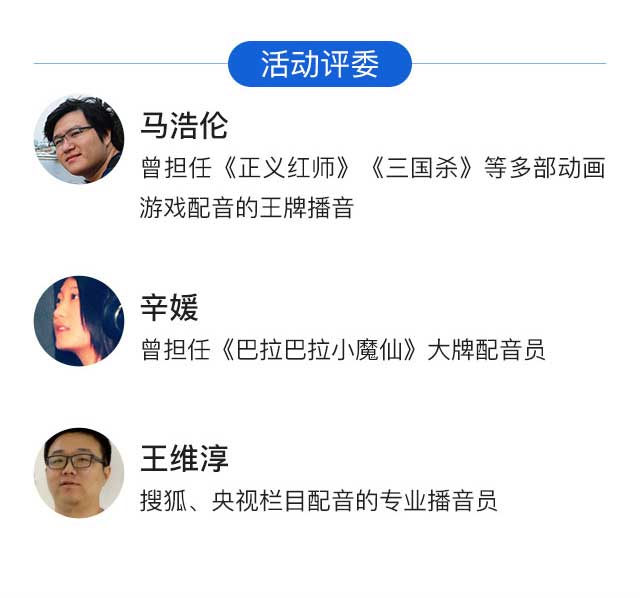 活动评委
马浩伦
曾担任《正义红师》《三国杀》等多部动画
游戏配音的王牌播音
辛媛
曾担任《巴拉巴拉小魔仙》大牌配音员
王维淳
搜狐、央视栏目配音的专业播音员